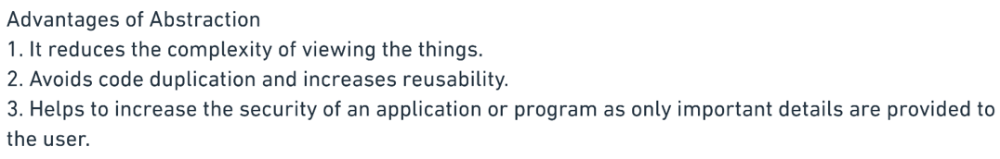 Advantages of Abstraction
1. It reduces the complexity of viewing the things.
2. Avoids code duplication and increases reusability.
3. Helps to increase the security of an application or program as only important details are provided to
the user.